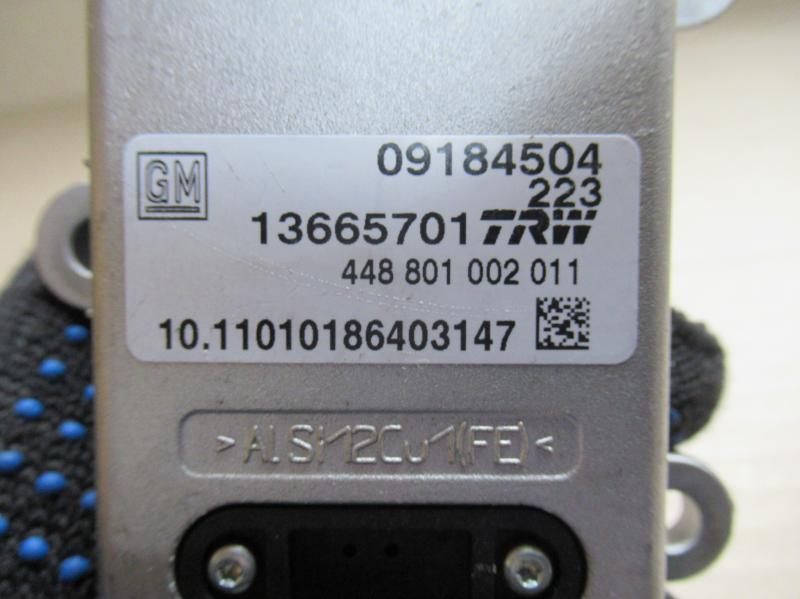 GM
09184504
223
13665701 TRW
448 801 002 011
10.11010186403147
>AlSi12Cu1(FE)<